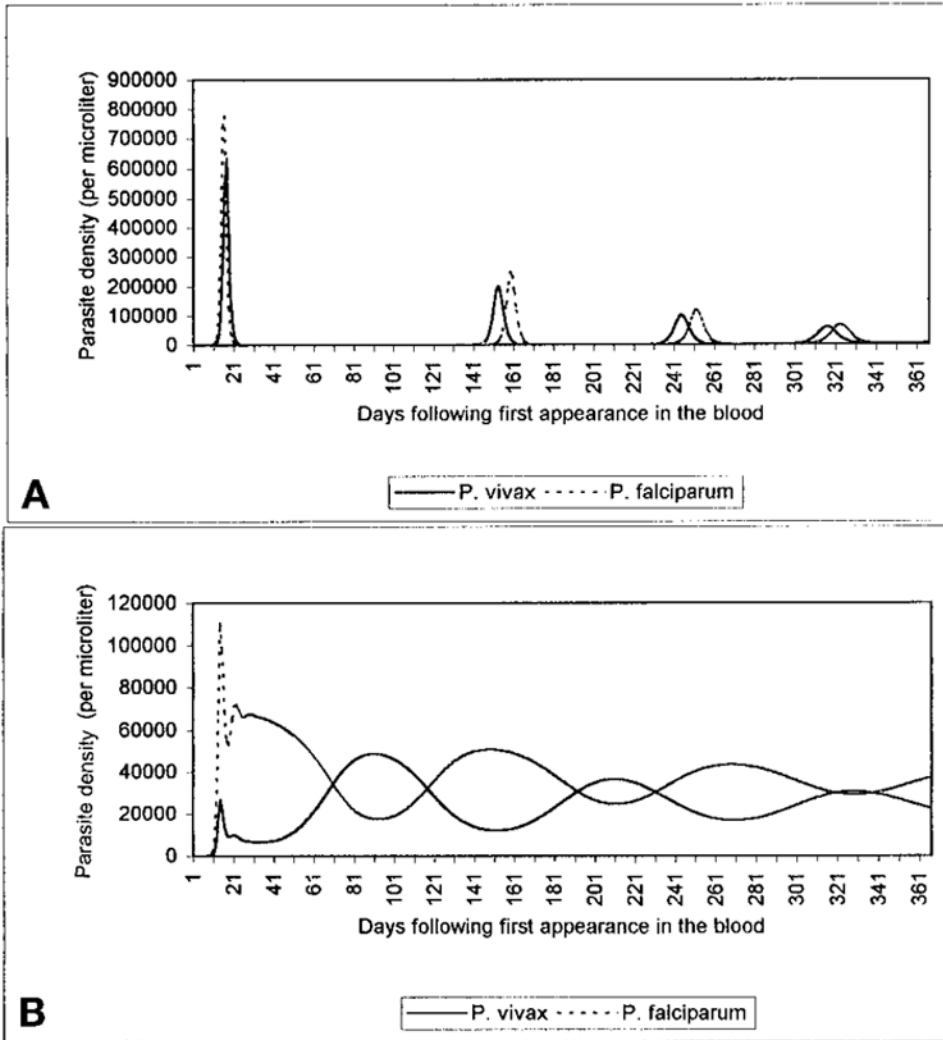 900000
800000
700000
600000
500000
400000
300000
200000
100000
0
Parasite density (per microliter)
1 21 41 61 81 101 121 141 161 181 201 221 241 261 281 301 321 341 361
Days following first appearance in the blood
A
P. vivax P. falciparum
120000
100000
80000
60000
40000
20000
0
Parasite density (per microliter)
1 21 41 61 81 101 121 141 161 181 201 221 241 261 281 301 321 341 361
Days following first appearance in the blood
B
P. vivax P. falciparum